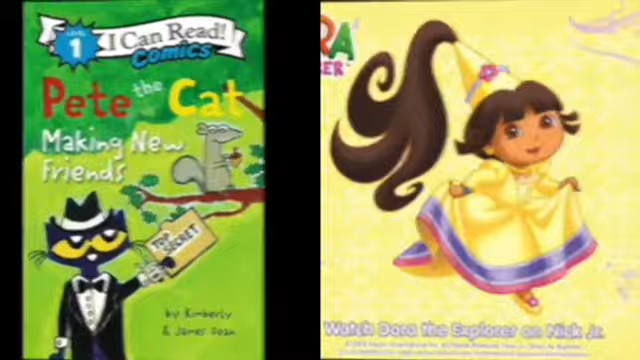 LEVEL
1
I Can Read!
Comics
Pete the Cat
Making New
Friends
TOP
SECRET
by Kimberly
& James Dean
RA
ER
Watch Dora the Explorer on Nick Jr.